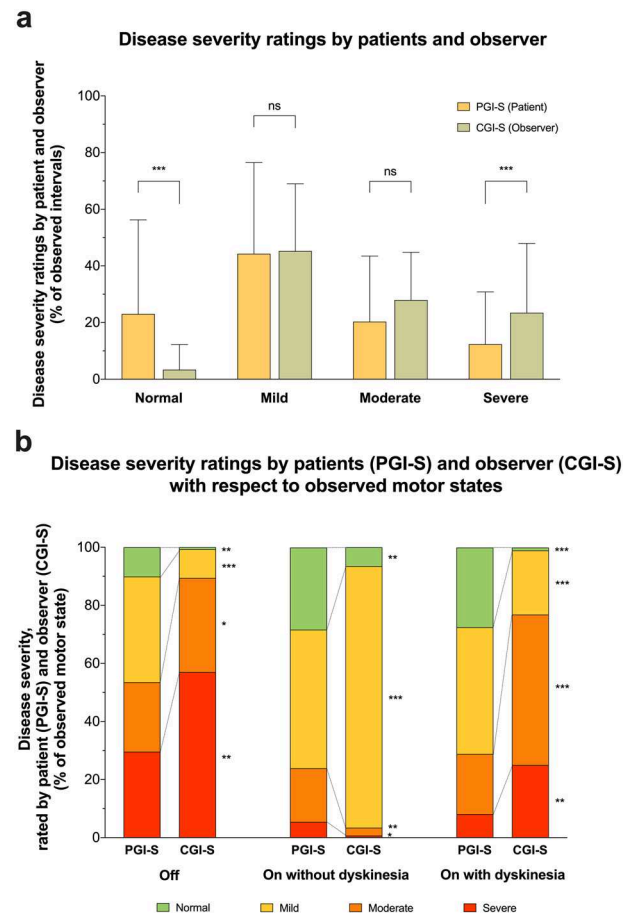 a
Disease severity ratings by patients and observer
Disease severity ratings by patient and observer
(% of observed intervals)
100
80
60
40
20
0
PGI-S (Patient)
CGI-S (Observer)
***
ns
ns
***
Normal
Mild
Moderate
Severe
b
Disease severity ratings by patients (PGI-S) and observer (CGI-S)
with respect to observed motor states
Disease severity,
rated by patient (PGI-S) and observer (CGI-S)
(% of observed motor state)
100
80
60
40
20
0
**
***
*
**
**
***
**
*
***
***
***
**
PGI-S CGI-S
PGI-S CGI-S
PGI-S CGI-S
Off
On without dyskinesia
On with dyskinesia
Normal
Mild
Moderate
Severe